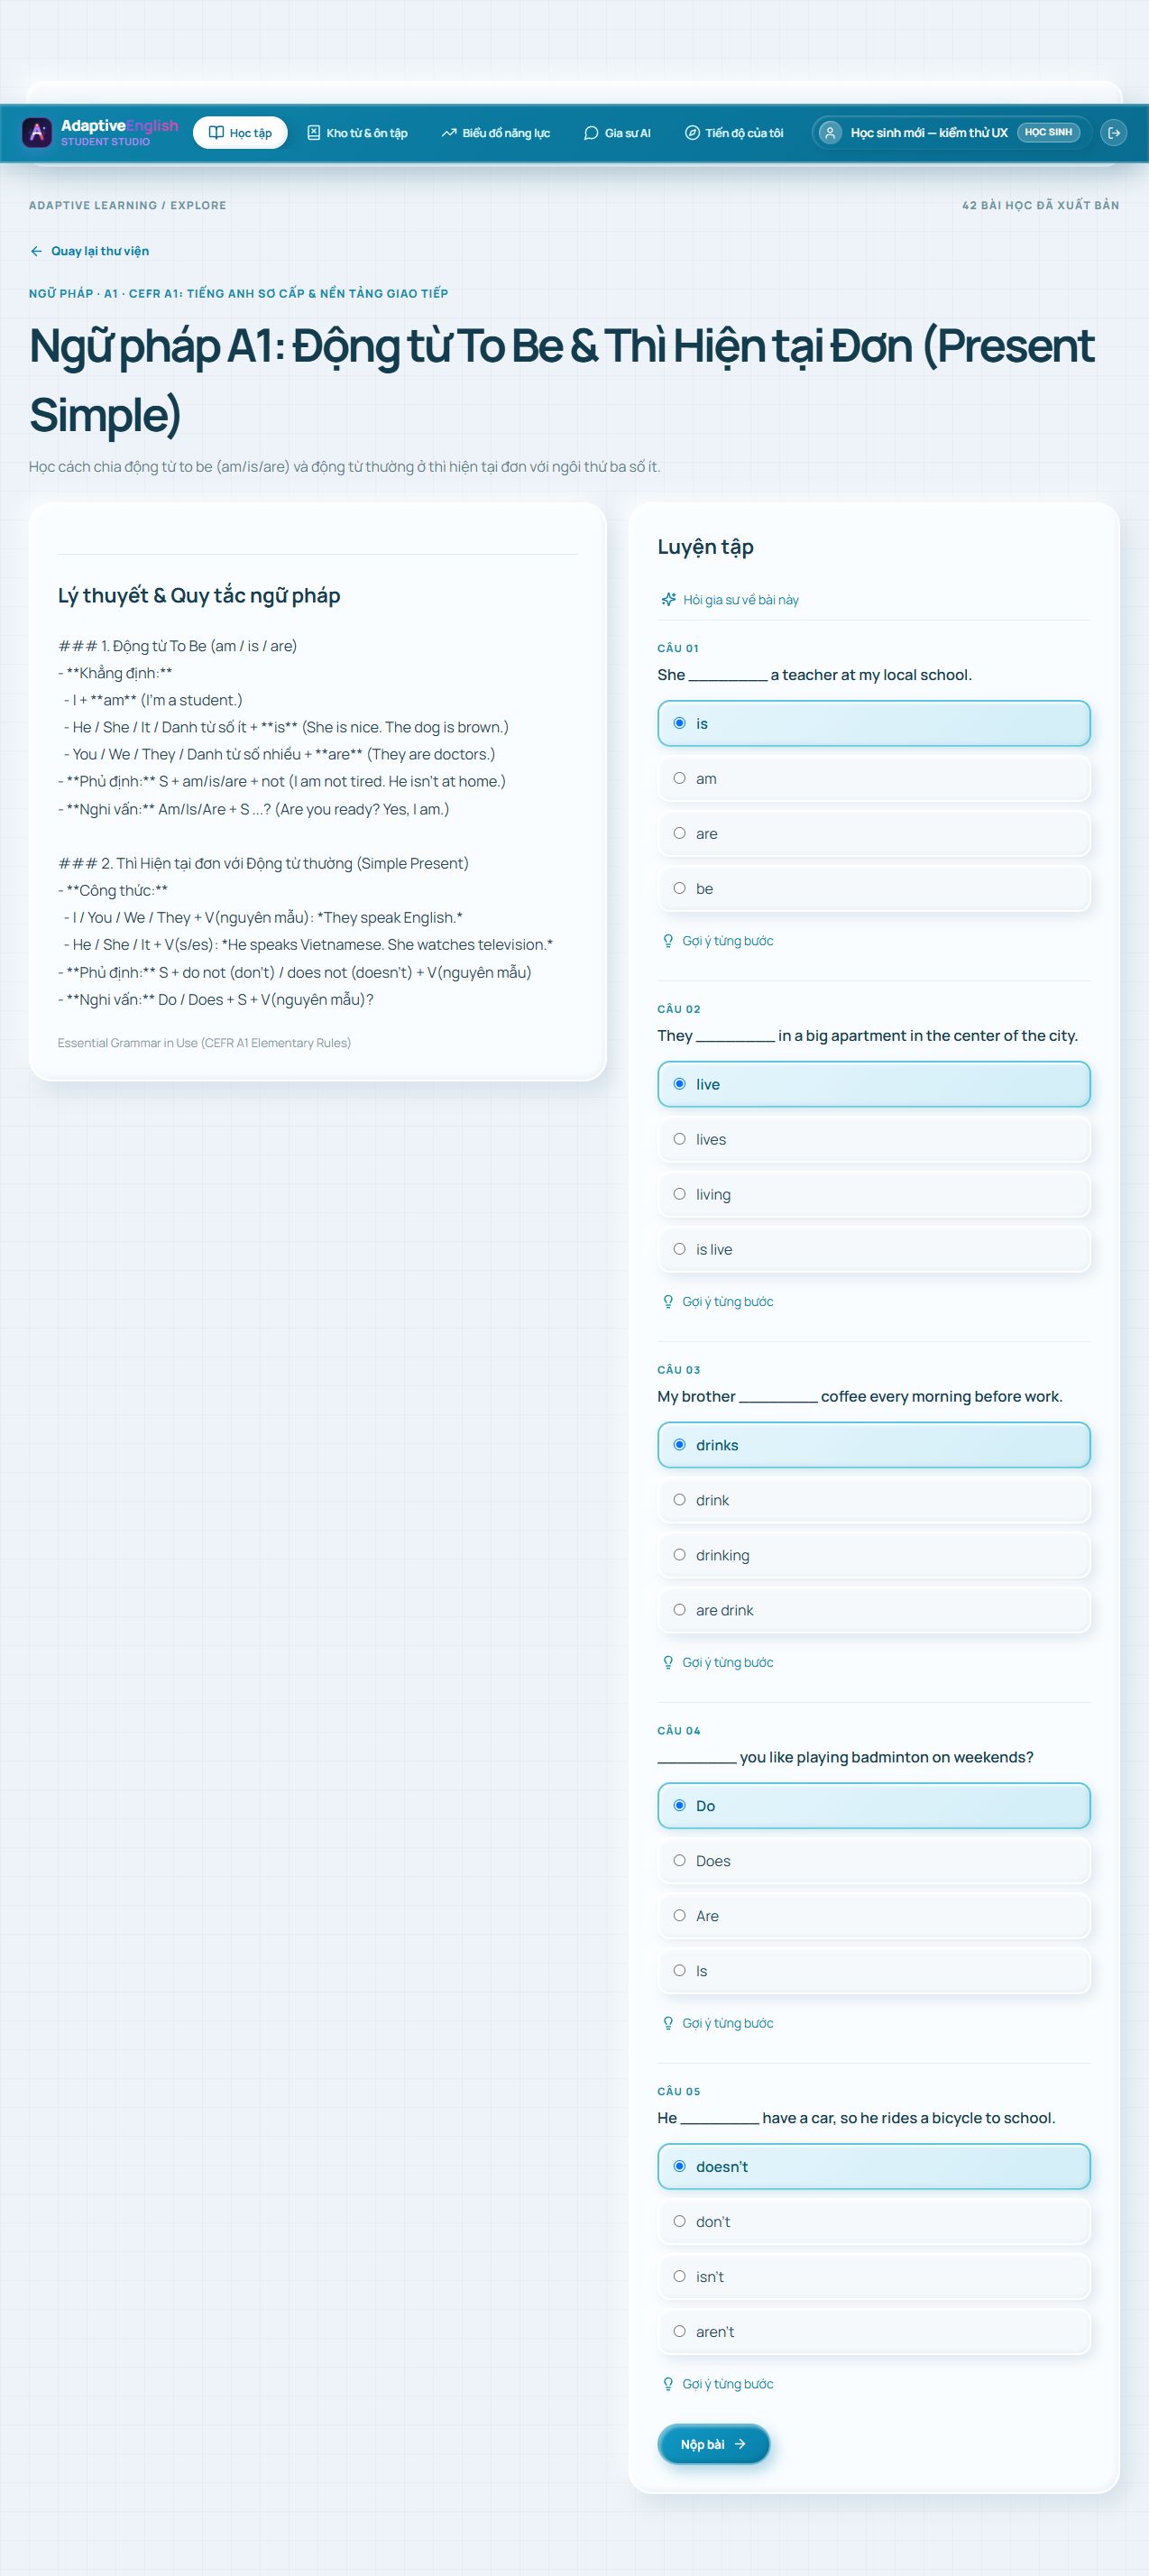 AdaptiveEnglish
STUDENT STUDIO
Học tập
Kho từ & ôn tập
Biểu đồ năng lực
Gia sư AI
Tiến độ của tôi
Học sinh mới — kiểm thử UX
HỌC SINH
ADAPTIVE LEARNING / EXPLORE
42 BÀI HỌC ĐÃ XUẤT BẢN
Quay lại thư viện
NGỮ PHÁP · A1 · CEFR A1: TIẾNG ANH SƠ CẤP & NỀN TẢNG GIAO TIẾP
Ngữ pháp A1: Động từ To Be & Thì Hiện tại Đơn (Present
Simple)
Học cách chia động từ to be (am/is/are) và động từ thường ở thì hiện tại đơn với ngôi thứ ba số ít.
Lý thuyết & Quy tắc ngữ pháp
### 1. Động từ To Be (am / is / are)
- **Khẳng định:**
- I + **am** (I'm a student.)
- He / She / It / Danh từ số ít + **is** (She is nice. The dog is brown.)
- You / We / They / Danh từ số nhiều + **are** (They are doctors.)
- **Phủ định:** S + am/is/are + not (I am not tired. He isn't at home.)
- **Nghi vấn:** Am/Is/Are + S ...? (Are you ready? Yes, I am.)
### 2. Thì Hiện tại đơn với Động từ thường (Simple Present)
- **Công thức:**
- I / You / We / They + V(nguyên mẫu): *They speak English.*
- He / She / It + V(s/es): *He speaks Vietnamese. She watches television.*
- **Phủ định:** S + do not (don't) / does not (doesn't) + V(nguyên mẫu)
- **Nghi vấn:** Do / Does + S + V(nguyên mẫu)?
Essential Grammar in Use (CEFR A1 Elementary Rules)
Luyện tập
Hỏi gia sư về bài này
CÂU 01
She _________ a teacher at my local school.
is
am
are
be
Gợi ý từng bước
CÂU 02
They _________ in a big apartment in the center of the city.
live
lives
living
is live
Gợi ý từng bước
CÂU 03
My brother _________ coffee every morning before work.
drinks
drink
drinking
are drink
Gợi ý từng bước
CÂU 04
_________ you like playing badminton on weekends?
Do
Does
Are
Is
Gợi ý từng bước
CÂU 05
He _________ have a car, so he rides a bicycle to school.
doesn't
don't
isn't
aren't
Gợi ý từng bước
Nộp bài